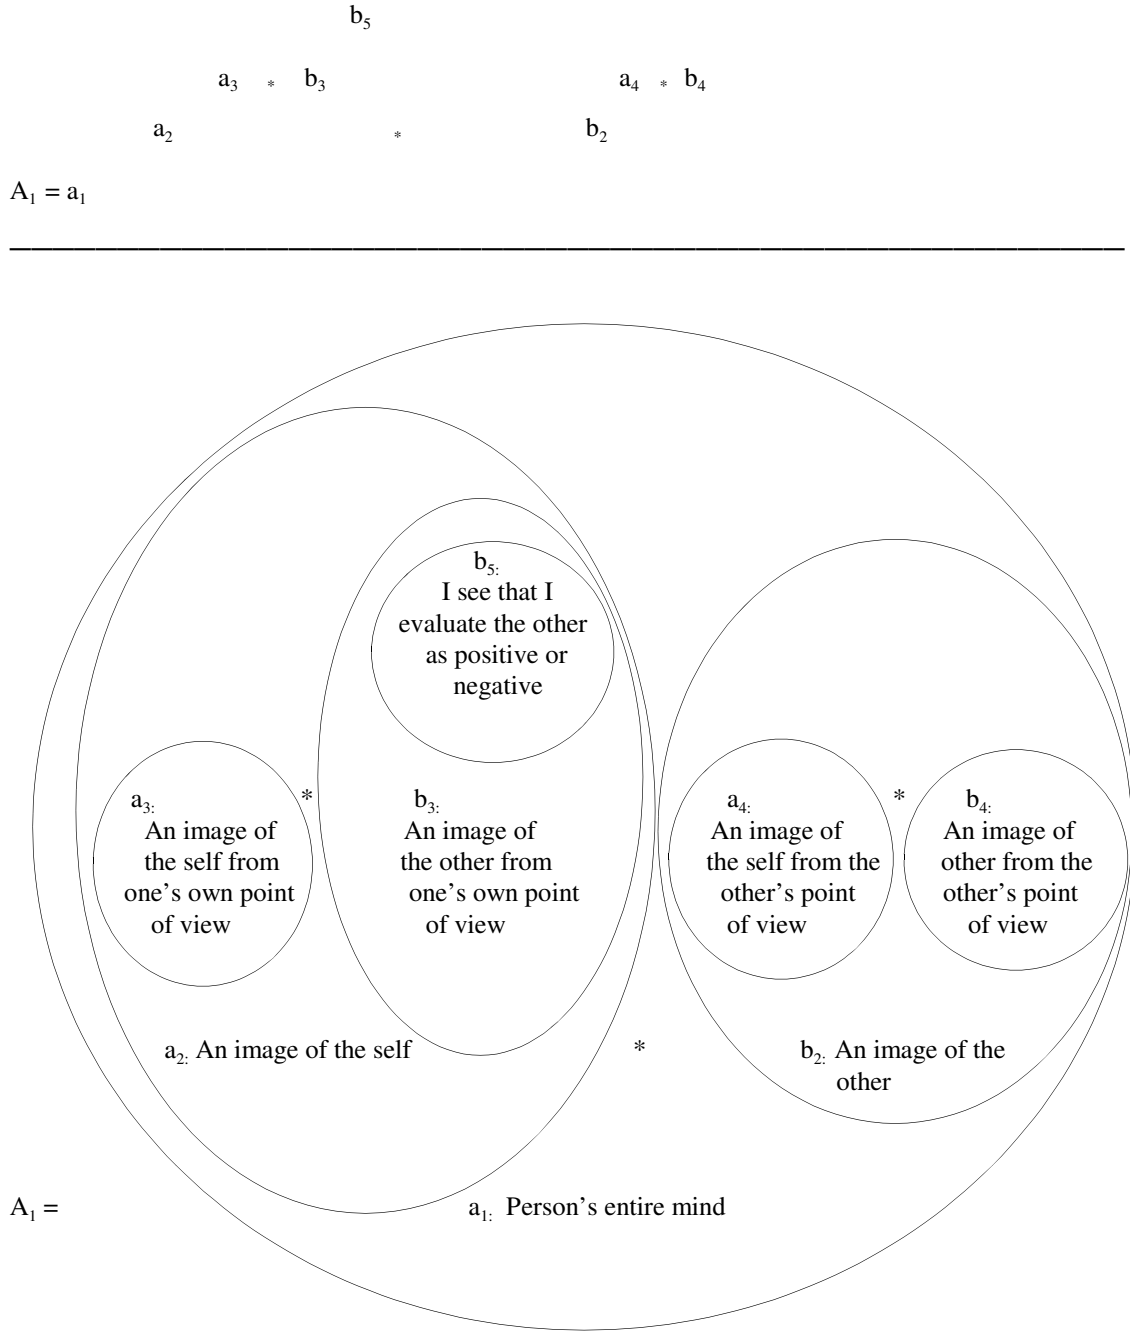 b₅
a₃ * b₃ a₄ * b₄
a₂ * b₂
A₁ = a₁
b₅:
I see that I
evaluate the other
as positive or
negative
a₃:
An image of
the self from
one’s own point
of view
*
b₃:
An image of
the other from
one’s own point
of view
a₄:
An image of
the self from the
other’s point
of view
*
b₄:
An image of
other from the
other’s point
of view
a₂: An image of the self
*
b₂: An image of the
other
A₁ =
a₁: Person’s entire mind